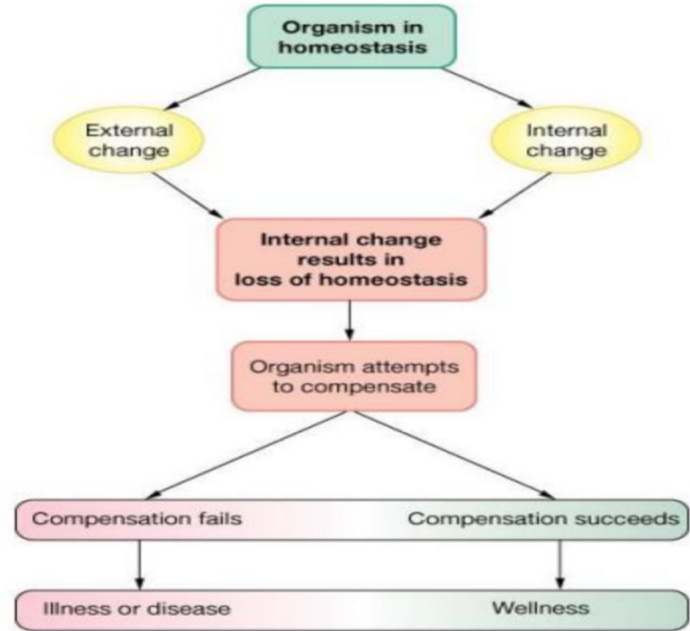 Organism in
homeostasis
External
change
Internal
change
Internal change
results in
loss of homeostasis
Organism attempts
to compensate
Compensation fails
Compensation succeeds
Illness or disease
Wellness